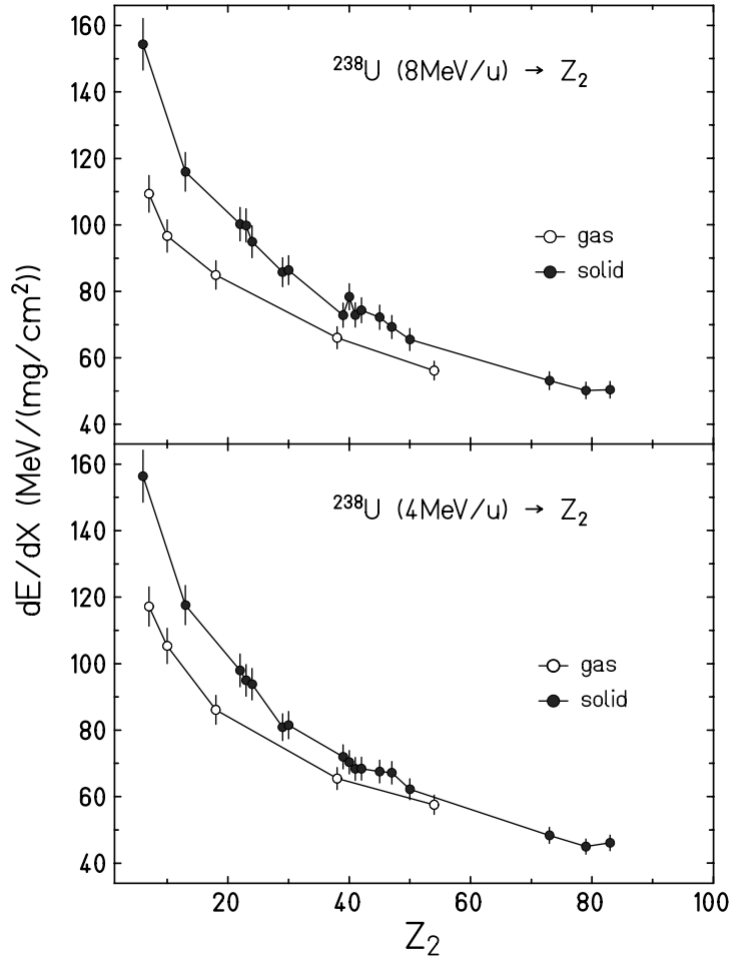 160
140
120
100
80
60
40
²³⁸U (8MeV/u) → Z₂
gas
solid
dE/dX (MeV/(mg/cm²))
160
140
120
100
80
60
40
²³⁸U (4MeV/u) → Z₂
gas
solid
20 40 60 80 100
Z₂